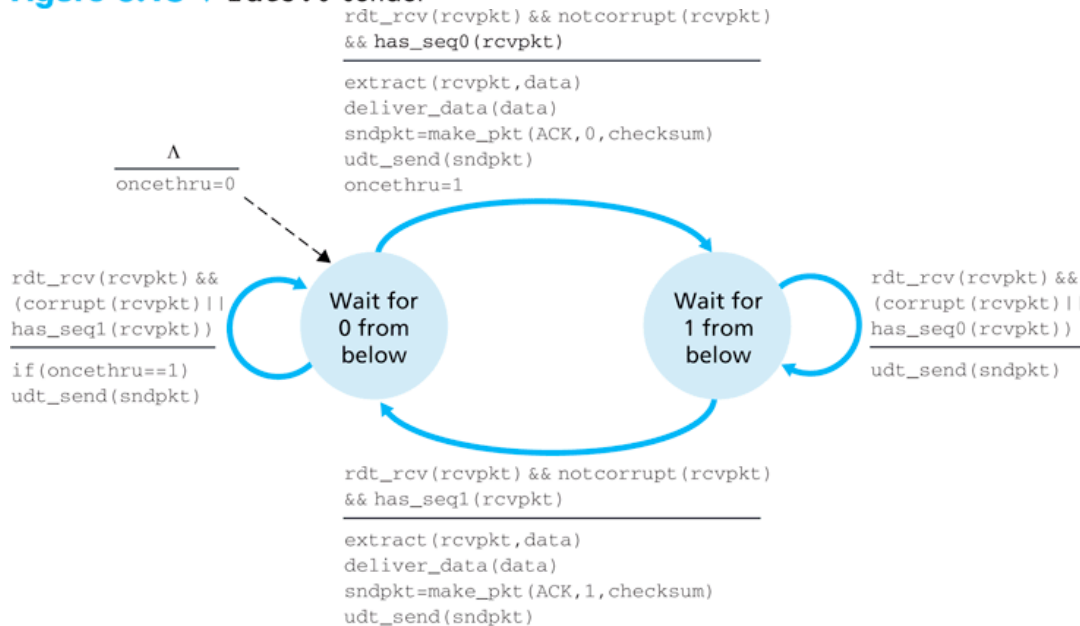 rdt_rcv(rcvpkt) && notcorrupt(rcvpkt)
&& has_seq0(rcvpkt)
extract(rcvpkt,data)
deliver_data(data)
sndpkt=make_pkt(ACK,0,checksum)
udt_send(sndpkt)
oncethru=1
Λ
oncethru=0
rdt_rcv(rcvpkt) &&
(corrupt(rcvpkt)||
has_seq1(rcvpkt))
if(oncethru==1)
udt_send(sndpkt)
Wait for
0 from
below
Wait for
1 from
below
rdt_rcv(rcvpkt) &&
(corrupt(rcvpkt)||
has_seq0(rcvpkt))
udt_send(sndpkt)
rdt_rcv(rcvpkt) && notcorrupt(rcvpkt)
&& has_seq1(rcvpkt)
extract(rcvpkt,data)
deliver_data(data)
sndpkt=make_pkt(ACK,1,checksum)
udt_send(sndpkt)